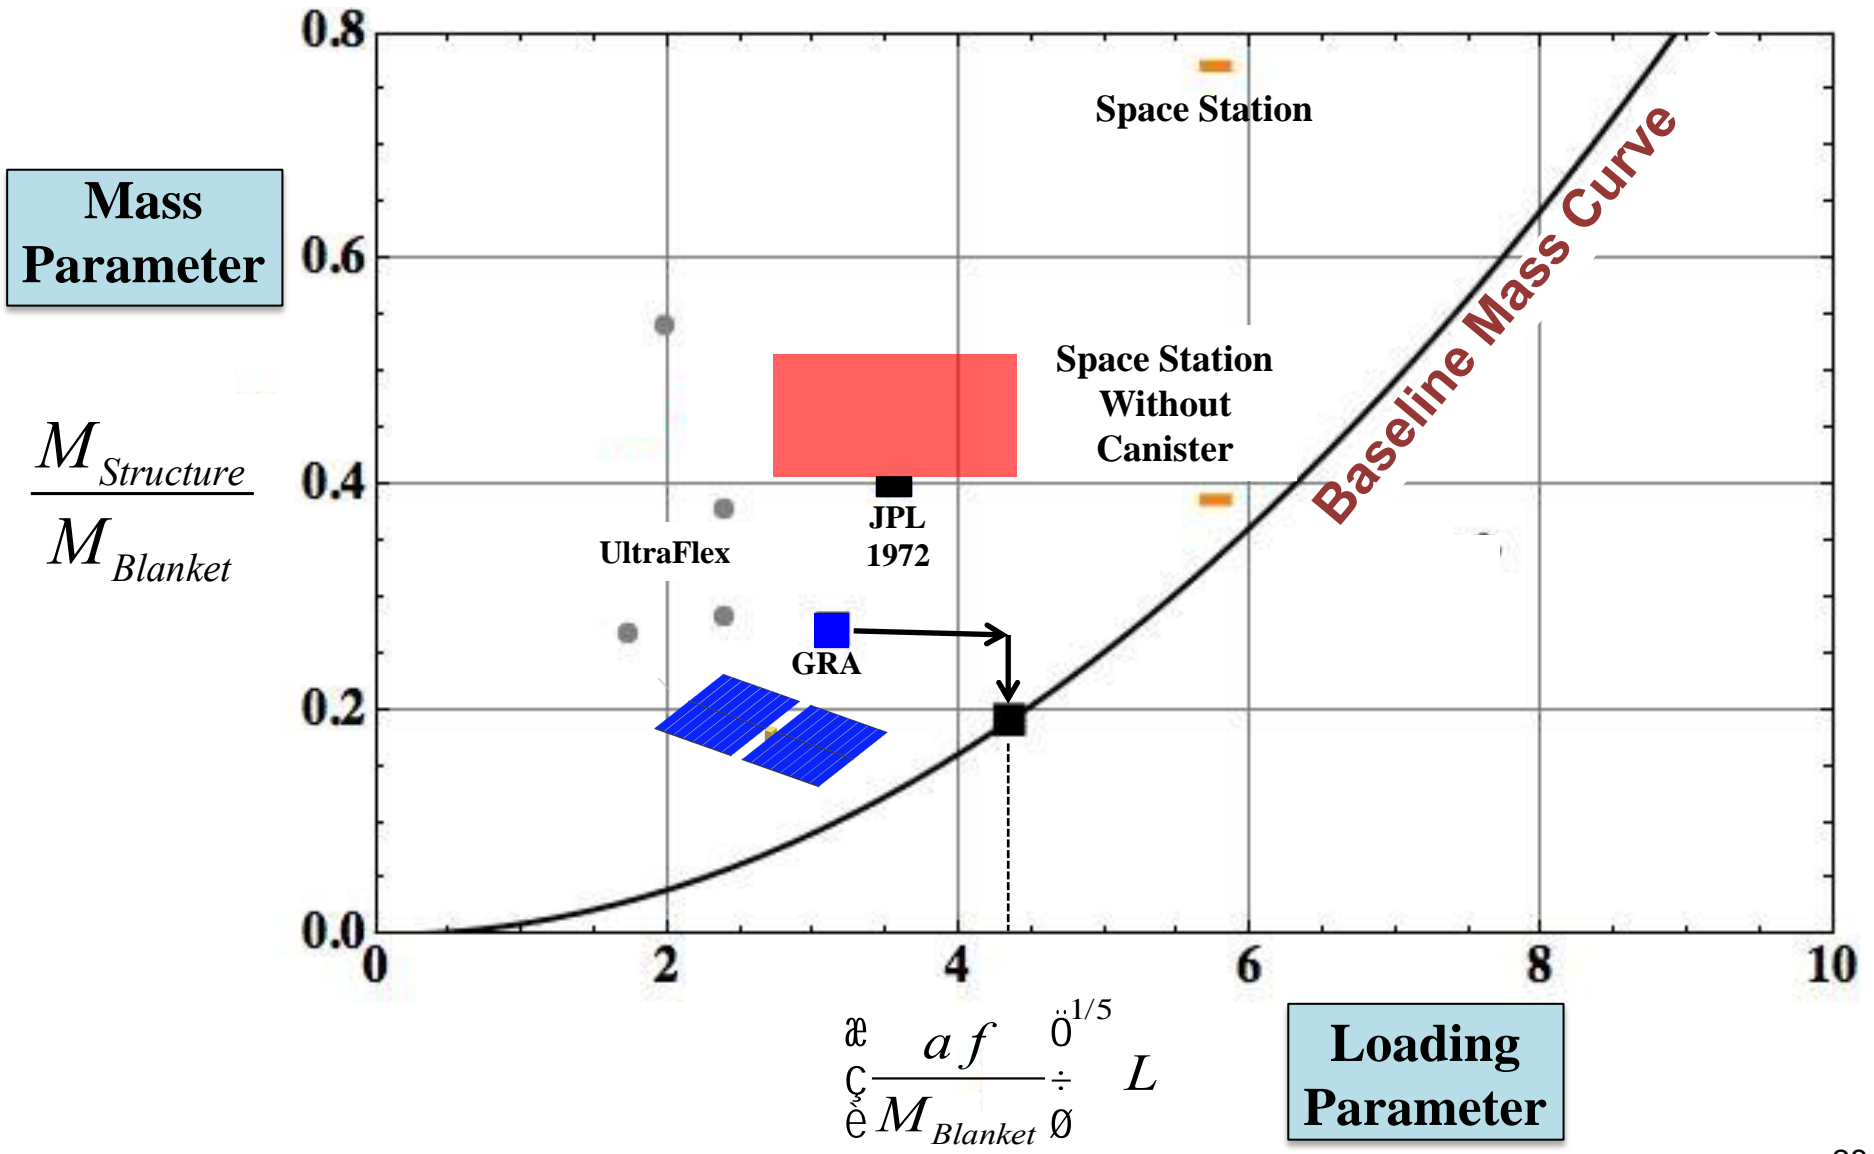 0.8
Space Station
Mass
Parameter
0.6
Baseline Mass Curve
Space Station
Without
Canister
M Structure
M Blanket
0.4
JPL
1972
UltraFlex
GRA
0.2
0.0
0 2 4 6 8 10
æ a f ö 1/5
ç ÷ L
è M Blanket ø
Loading
Parameter